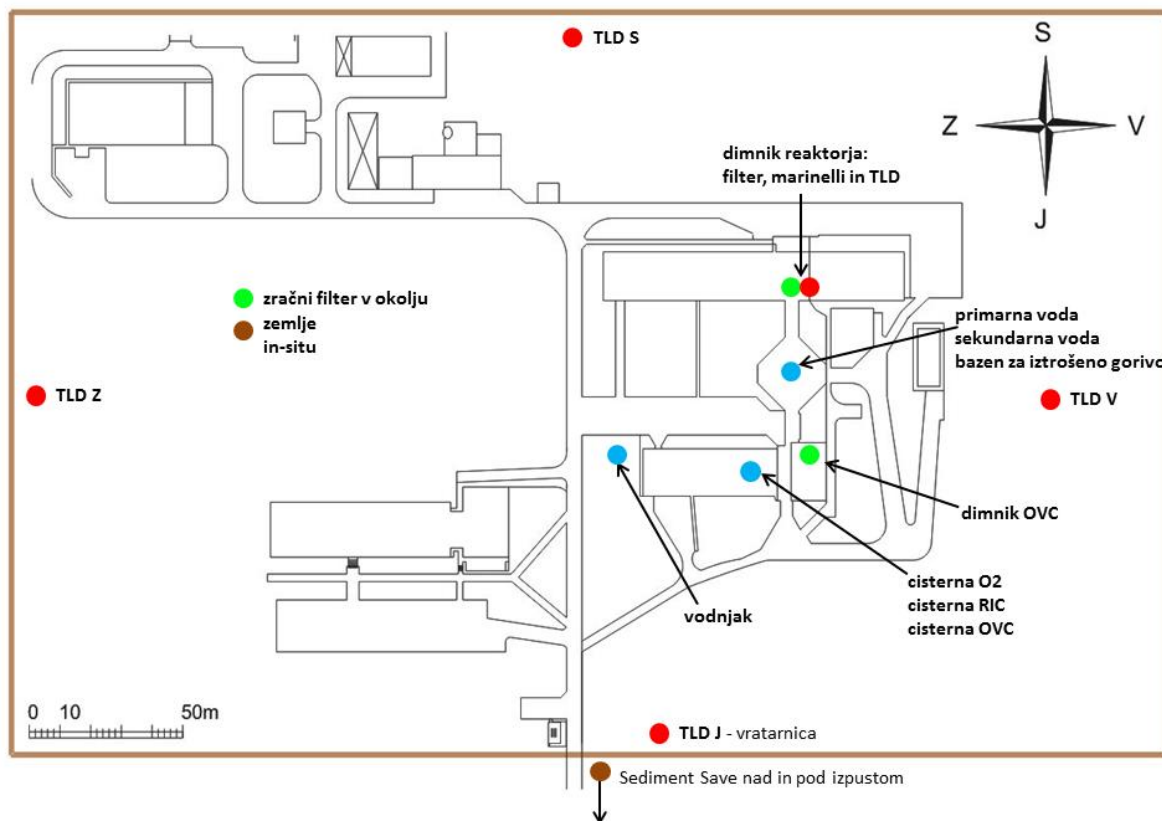 TLD S
S
Z
V
J
dimnik reaktorja:
filter, marinelli in TLD
zračni filter v okolju
zemlje
in-situ
primarna voda
sekundarna voda
bazen za iztrošeno gorivo
TLD Z
TLD V
dimnik OVC
cisterna O2
cisterna RIC
cisterna OVC
vodnjak
0 10 50m
TLD J - vratarnica
Sediment Save nad in pod izpustom